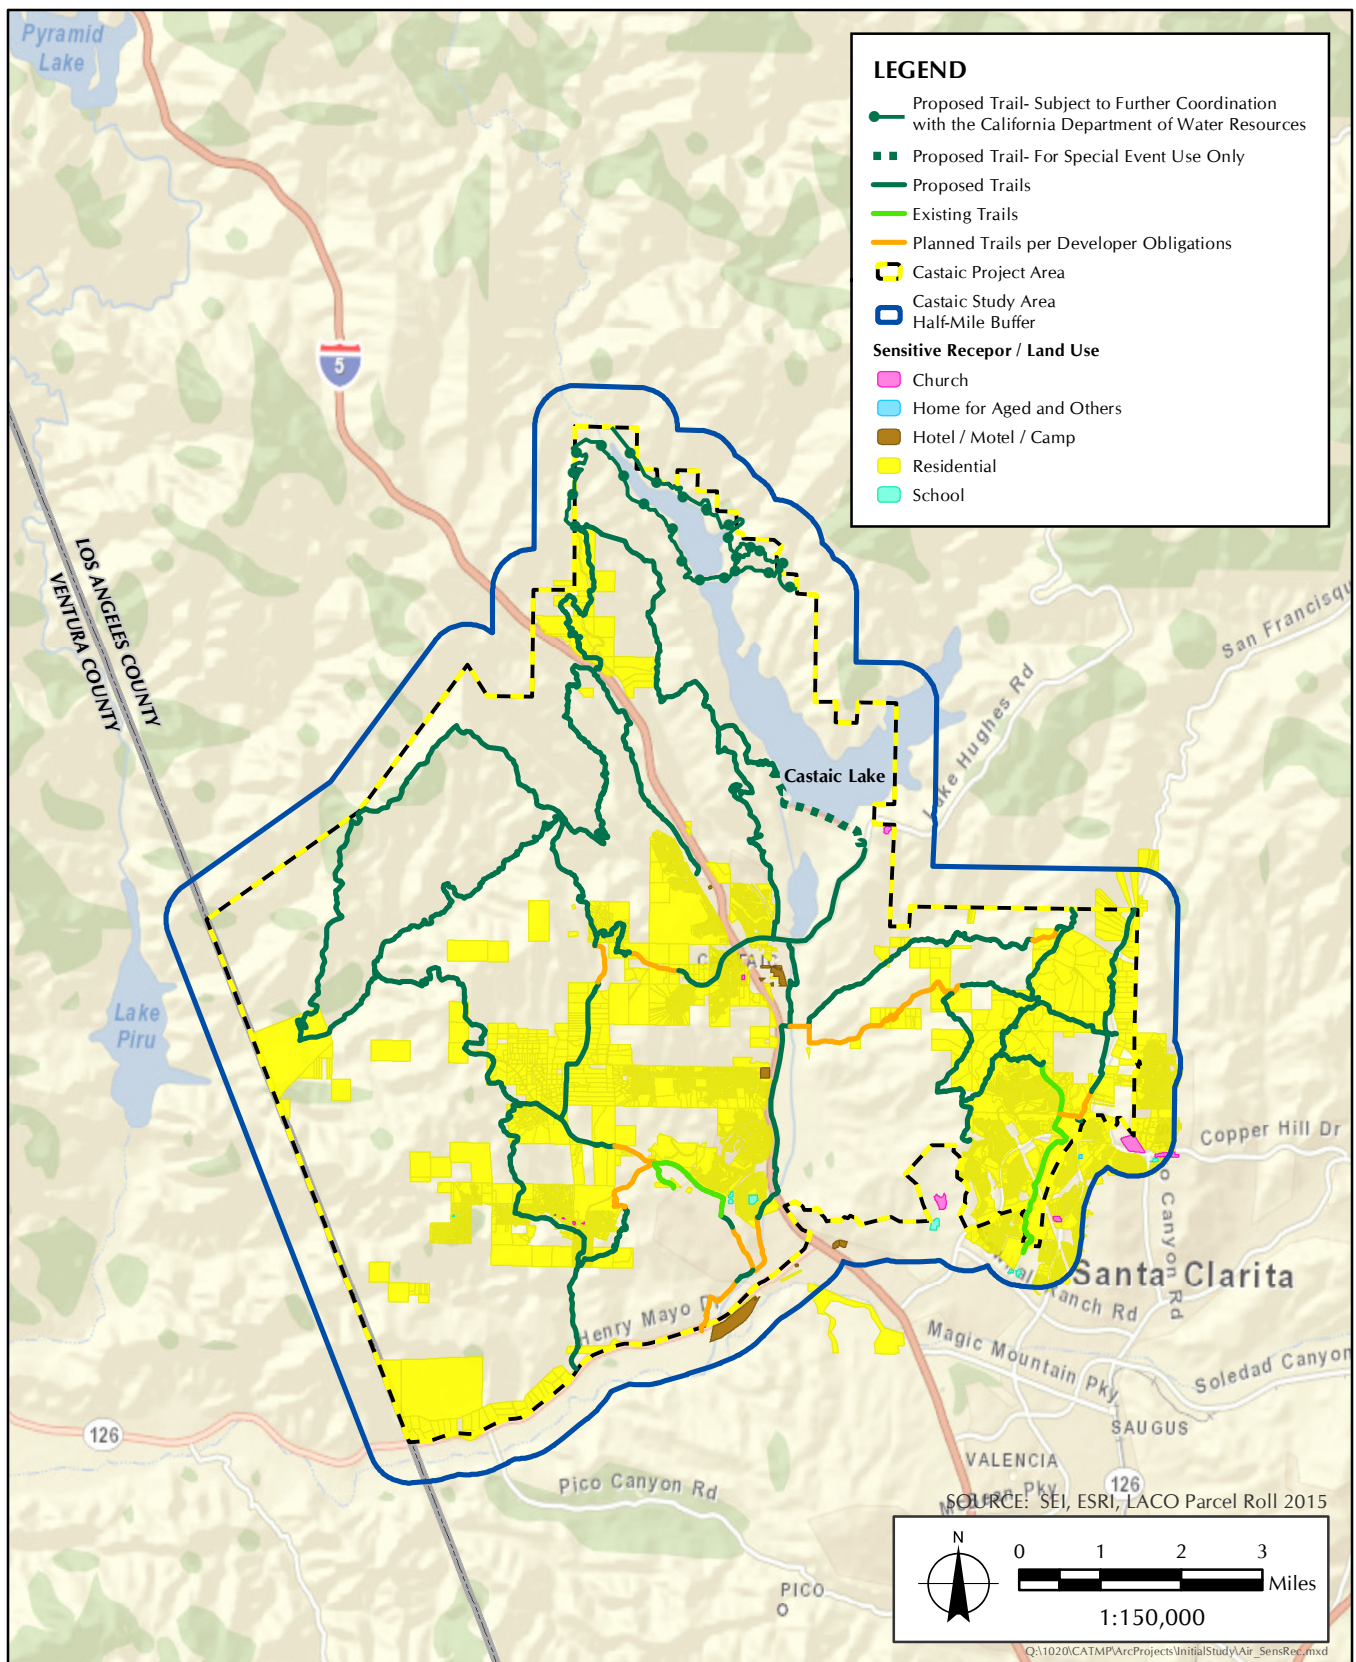 Pyramid
Lake
LEGEND
Proposed Trail- Subject to Further Coordination
with the California Department of Water Resources
Proposed Trail- For Special Event Use Only
Proposed Trails
Existing Trails
Planned Trails per Developer Obligations
Castaic Project Area
Castaic Study Area
Half-Mile Buffer
Sensitive Recepor / Land Use
Church
Home for Aged and Others
Hotel / Motel / Camp
Residential
School
5
LOS ANGELES COUNTY
VENTURA COUNTY
San Francisqu
Lake Hughes Rd
Castaic Lake
Lake
Piru
Copper Hill Dr
o Canyon Rd
Santa Clarita
Ranch Rd
Henry Mayo D
Magic Mountain Pky
Soledad Canyon
126
SAUGUS
VALENCIA
126
Pico Canyon Rd
SOURCE: SEI, ESRI, LACO Parcel Roll 2015
N
0 1 2 3
Miles
1:150,000
PICO
Q:\1020\CATMP\ArcProjects\InitialStudy\Air_SensRec.mxd